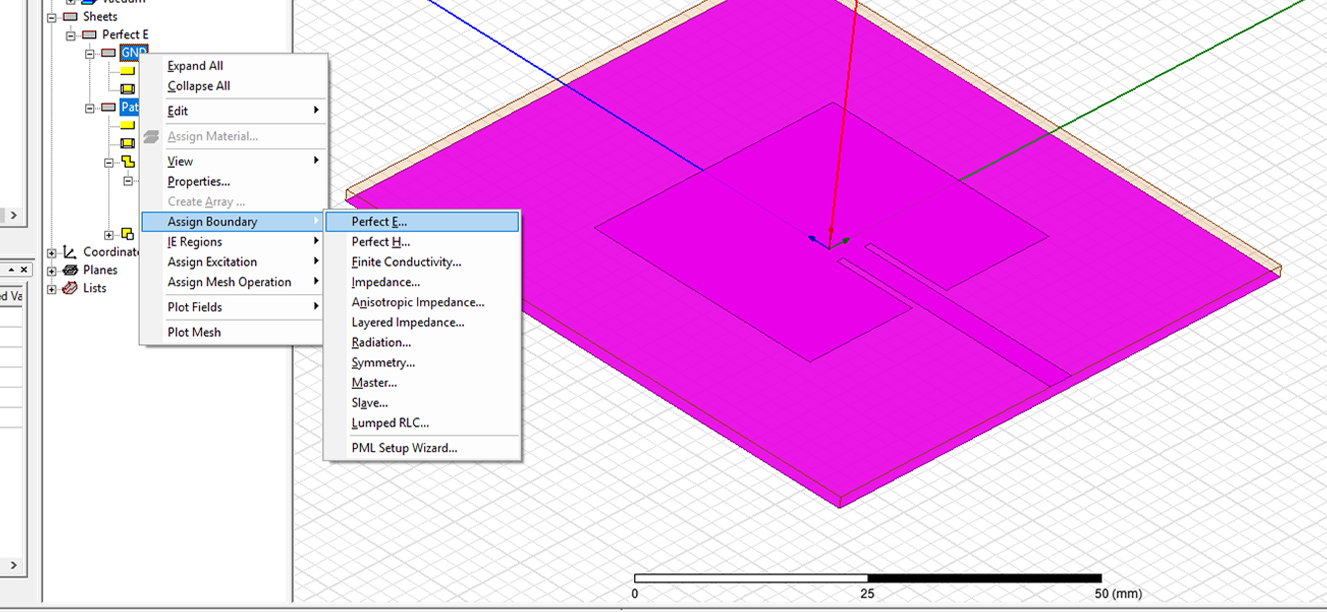 Sheets
Perfect E
GND
Expand All
Collapse All
Edit
Assign Material...
View
Properties...
Create Array ...
Assign Boundary
IE Regions
Assign Excitation
Assign Mesh Operation
Plot Fields
Plot Mesh
Perfect E...
Perfect H...
Finite Conductivity...
Impedance...
Anisotropic Impedance...
Layered Impedance...
Radiation...
Symmetry...
Master...
Slave...
Lumped RLC...
PML Setup Wizard...
Pat
Coordinat
Planes
Lists
ed Va
0
25
50 (mm)